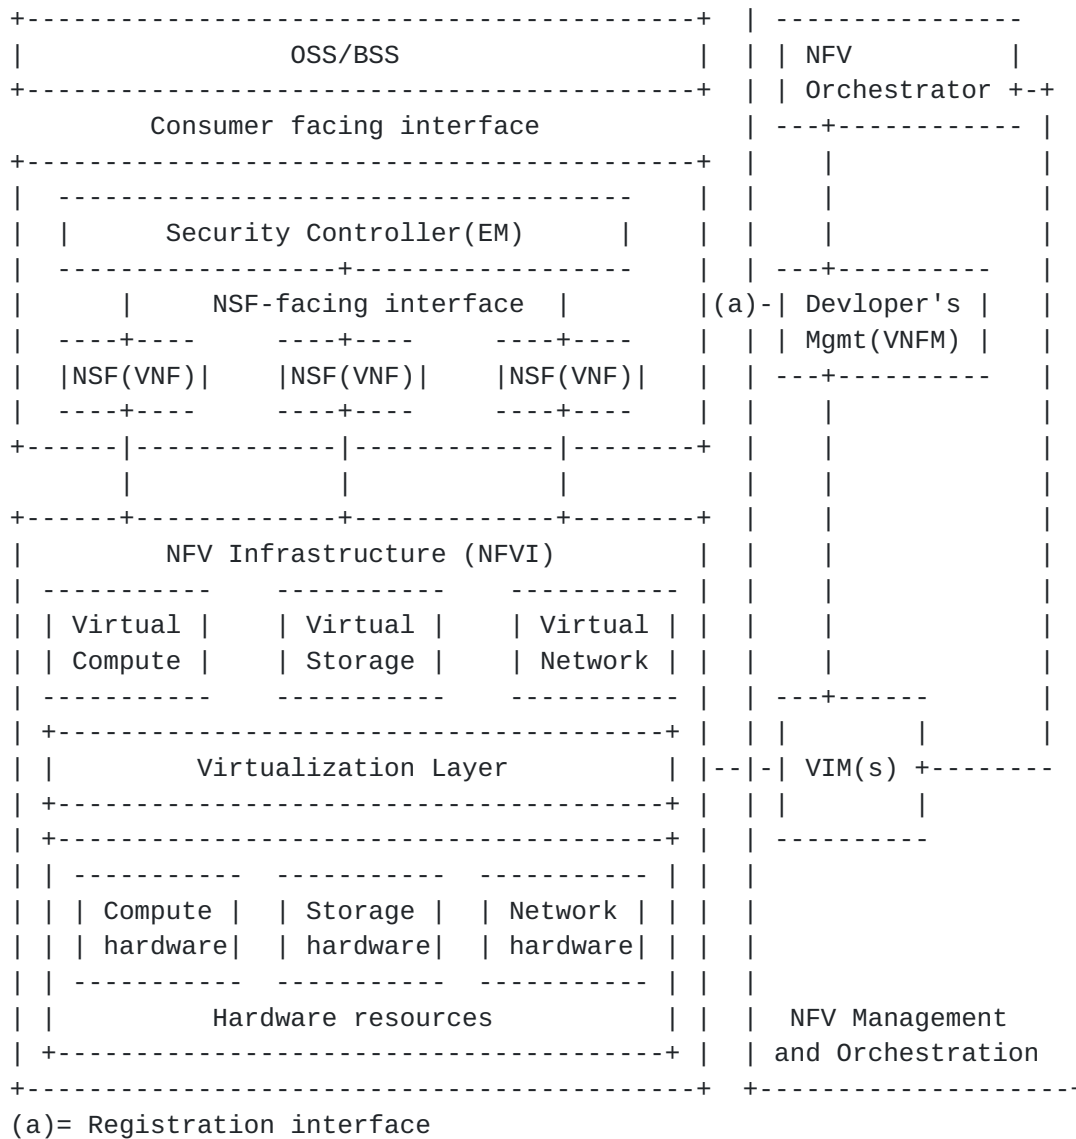 +-------------------------------------------+  | ----------------
|                 OSS/BSS                   |  | | NFV          |
+-------------------------------------------+  | | Orchestrator +-+
         Consumer facing interface             | ---+------------ |
+-------------------------------------------+  |    |             |
|  -------------------------------------    |  |    |             |
|  |      Security Controller(EM)      |    |  |    |             |
|  ------------------+------------------    |  | ---+----------   |
|      |     NSF-facing interface  |        |(a)-| Devloper's |   |
|  ----+----     ----+----     ----+----    |  | | Mgmt(VNFM) |   |
|  |NSF(VNF)|    |NSF(VNF)|    |NSF(VNF)|   |  | ---+----------   |
|  ----+----     ----+----     ----+----    |  |    |             |
+------|-------------|-------------|--------+  |    |             |
       |             |             |           |    |             |
+------+-------------+-------------+--------+  |    |             |
|         NFV Infrastructure (NFVI)         |  |    |             |
| -----------    -----------    ----------- |  |    |             |
| | Virtual |    | Virtual |    | Virtual | |  |    |             |
| | Compute |    | Storage |    | Network | |  |    |             |
| -----------    -----------    ----------- |  | ---+------       |
| +---------------------------------------+ |  | |        |       |
| |         Virtualization Layer          | |--|-| VIM(s) +--------
| +---------------------------------------+ |  | |        |
| +---------------------------------------+ |  | ----------
| | -----------  -----------  ----------- | |  |
| | | Compute |  | Storage |  | Network | | |  |
| | | hardware|  | hardware|  | hardware| | |  |
| | -----------  -----------  ----------- | |  |
| |          Hardware resources           | |  |  NFV Management
| +---------------------------------------+ |  | and Orchestration
+-------------------------------------------+  +--------------------+
(a)= Registration interface